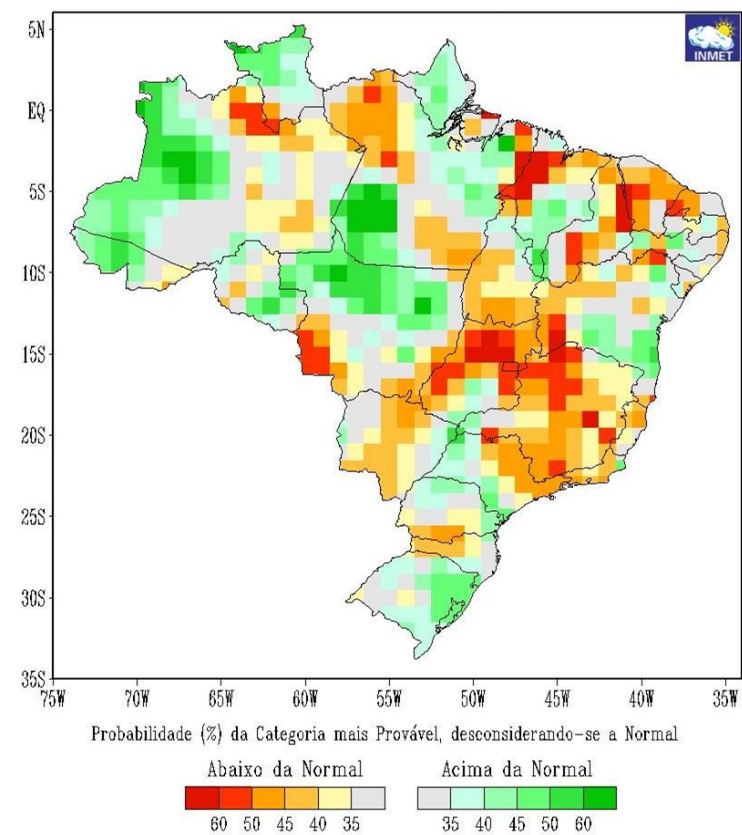 INMET
5N
EQ
5S
10S
15S
20S
25S
30S
35S
75W 70W 65W 60W 55W 50W 45W 40W 35W
Probabilidade (%) da Categoria mais Provável, desconsiderando-se a Normal
Abaixo da Normal Acima da Normal
60 50 45 40 35 35 40 45 50 60